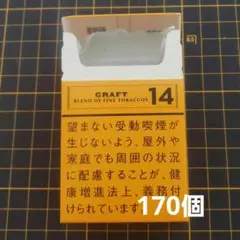 CRAFT
BLEND OF FINE TOBACCOS
14
望まない受動喫煙が
生じないよう、屋外や
家庭でも周囲の状況
に配慮することが、健
康増進法上、義務付
けられています
170個